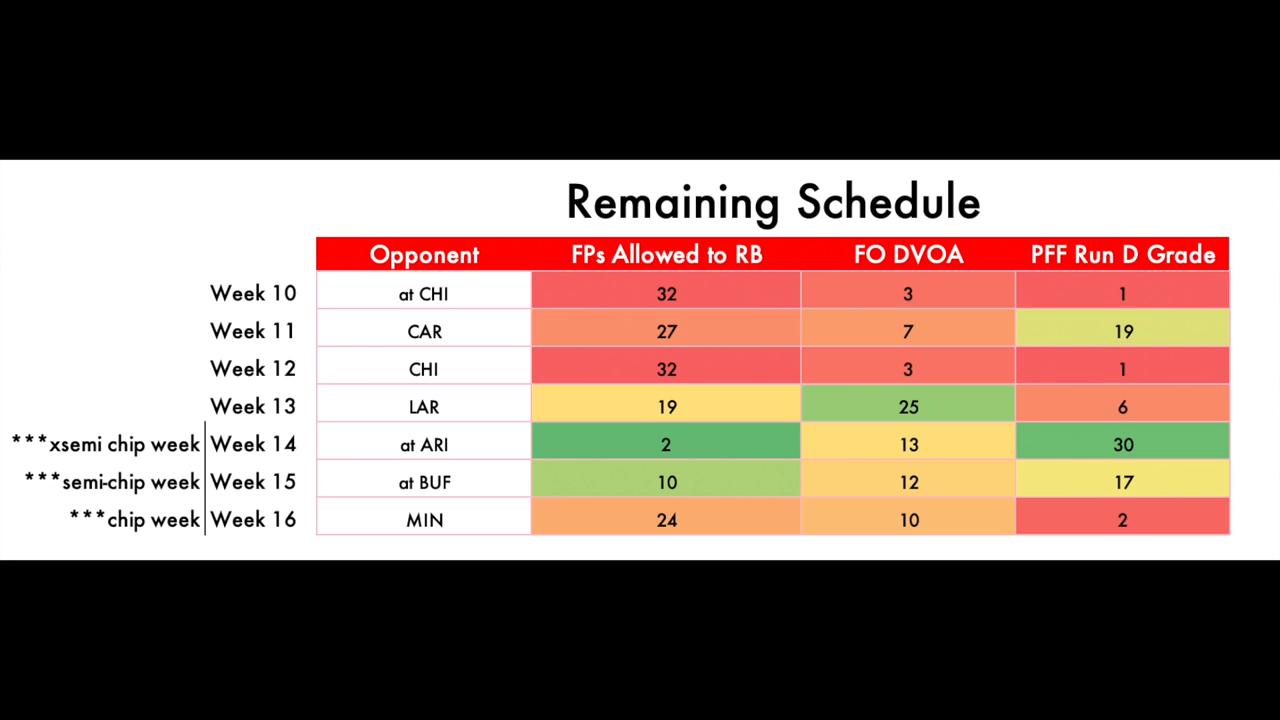 Remaining Schedule
Opponent FPs Allowed to RB FO DVOA PFF Run D Grade
Week 10 at CHI 32 3 1
Week 11 CAR 27 7 19
Week 12 CHI 32 3 1
Week 13 LAR 19 25 6
***xsemi chip week Week 14 at ARI 2 13 30
***semi-chip week Week 15 at BUF 10 12 17
***chip week Week 16 MIN 24 10 2